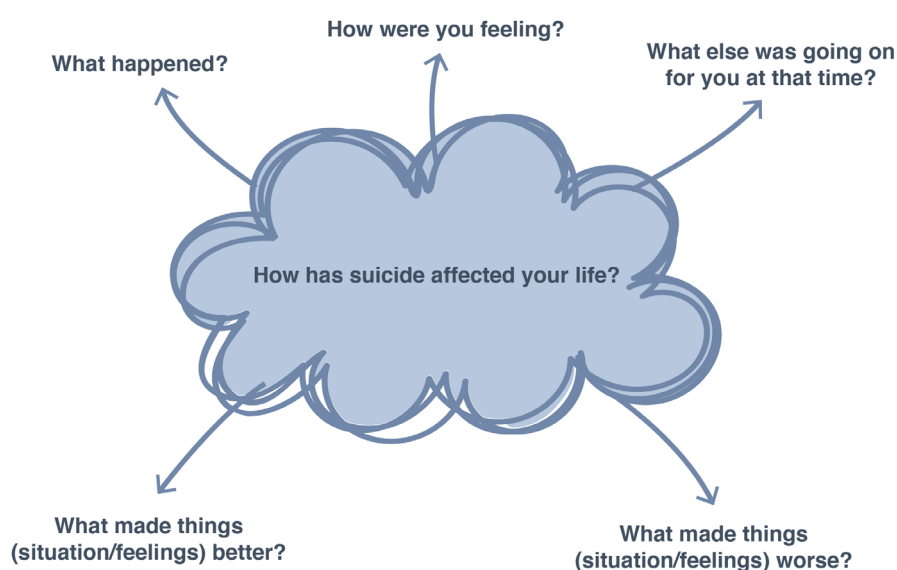 How were you feeling?
What happened?
What else was going on
for you at that time?
How has suicide affected your life?
What made things
(situation/feelings) better?
What made things
(situation/feelings) worse?